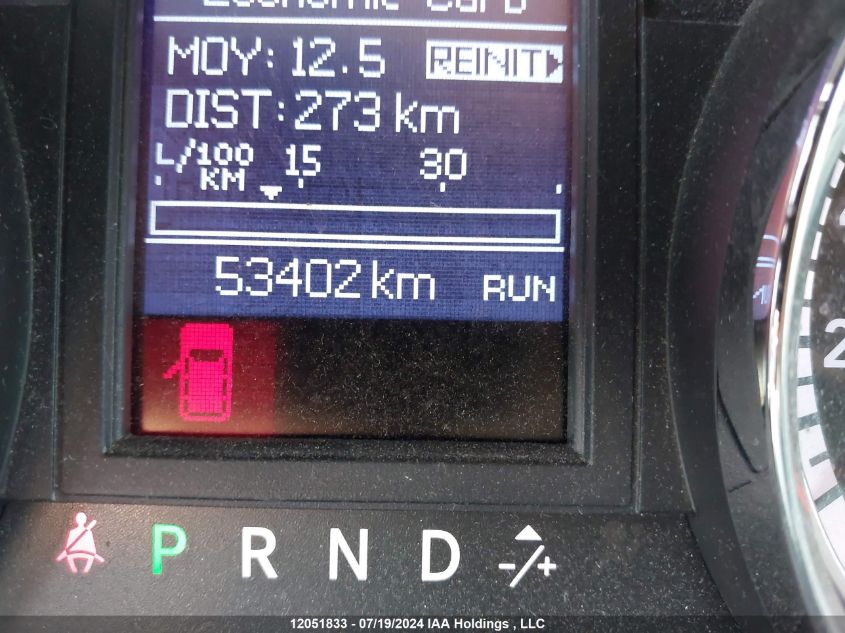 MOY: 12.5 REINIT
DIST: 273 km
L/100 15 30
KM
53402 km RUN
2
P R N D -/+
12051833 - 07/19/2024 IAA Holdings , LLC